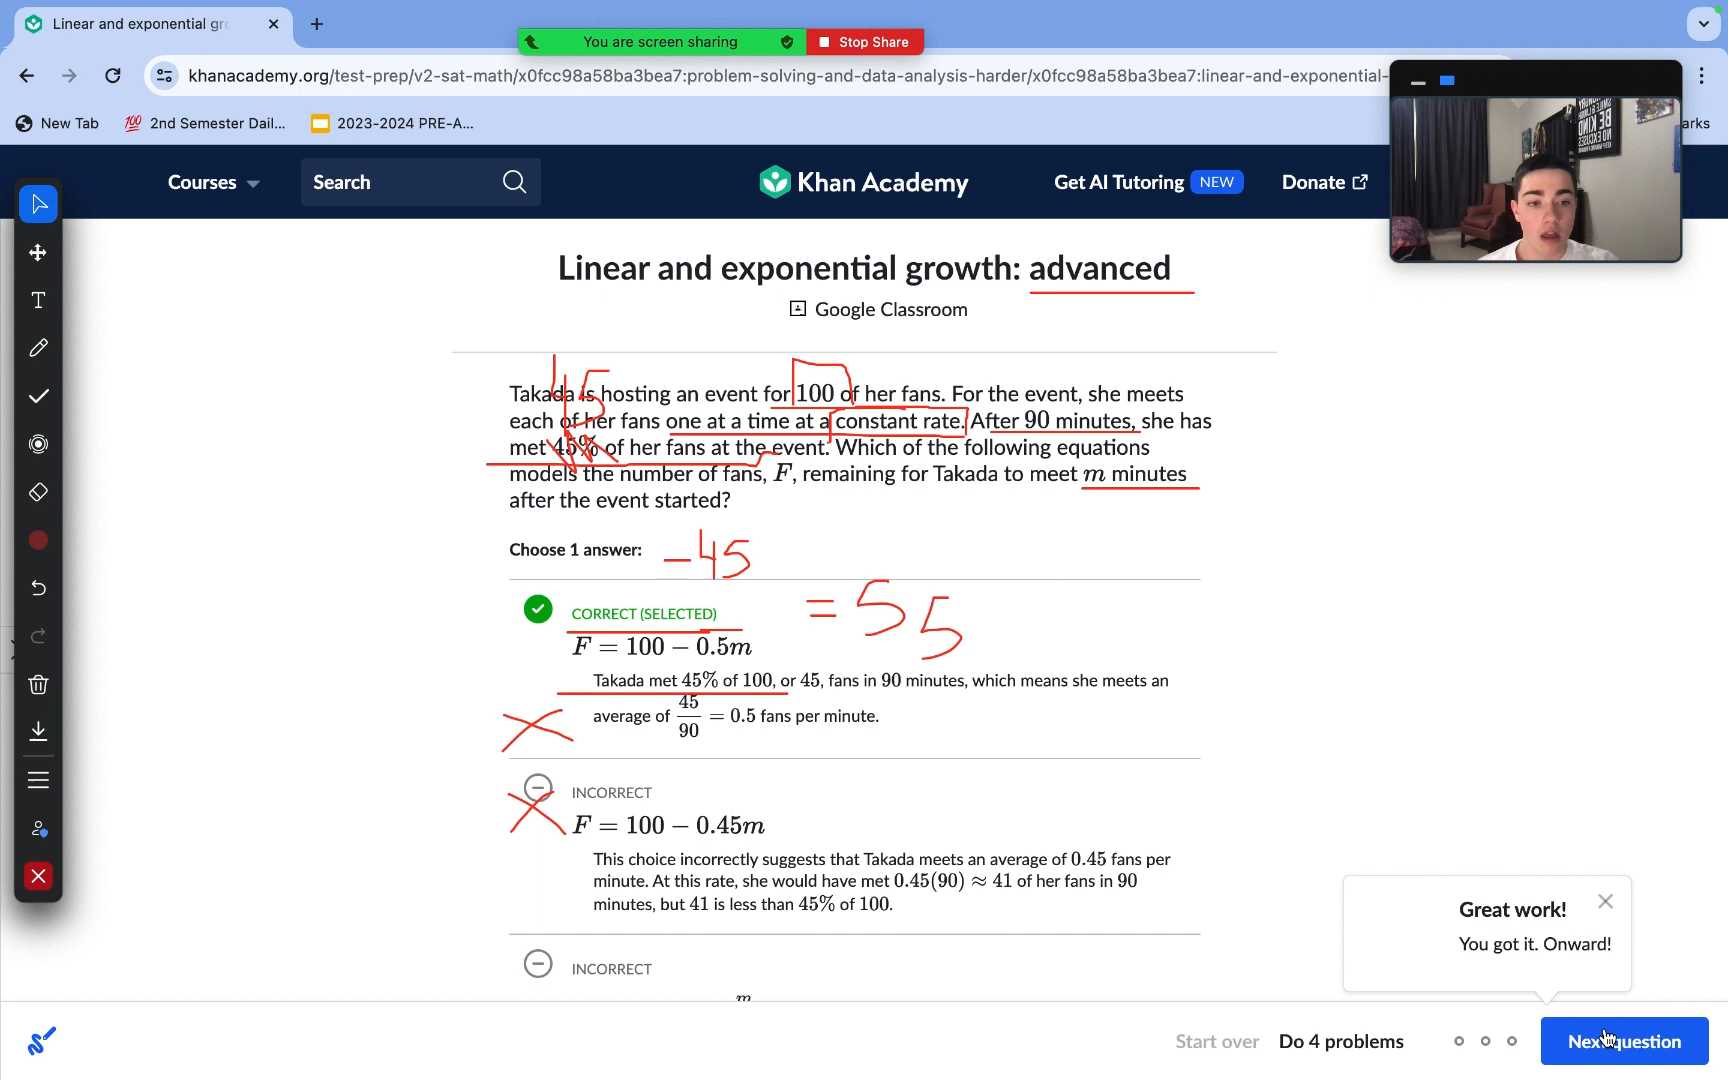 Linear and exponential gr
You are screen sharing
Stop Share
khanacademy.org/test-prep/v2-sat-math/x0fcc98a58ba3bea7:problem-solving-and-data-analysis-harder/x0fcc98a58ba3bea7:linear-and-exponential-
New Tab
2nd Semester Dail...
2023-2024 PRE-A...
arks
Courses
Search
Khan Academy
Get AI Tutoring NEW
Donate
Linear and exponential growth: advanced
Google Classroom
45
Takada is hosting an event for 100 of her fans. For the event, she meets
each of her fans one at a time at a constant rate. After 90 minutes, she has
met 45% of her fans at the event. Which of the following equations
models the number of fans, F, remaining for Takada to meet m minutes
after the event started?
Choose 1 answer:
-45
= 55
CORRECT (SELECTED)
F = 100 − 0.5m
Takada met 45% of 100, or 45, fans in 90 minutes, which means she meets an
average of 45/90 = 0.5 fans per minute.
INCORRECT
F = 100 − 0.45m
This choice incorrectly suggests that Takada meets an average of 0.45 fans per
minute. At this rate, she would have met 0.45(90) ≈ 41 of her fans in 90
minutes, but 41 is less than 45% of 100.
INCORRECT
m
Great work!
You got it. Onward!
Start over
Do 4 problems
Next question